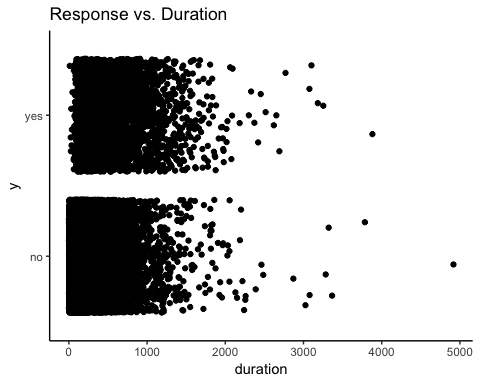 Response vs. Duration
yes
y
no
0 1000 2000 3000 4000 5000
duration